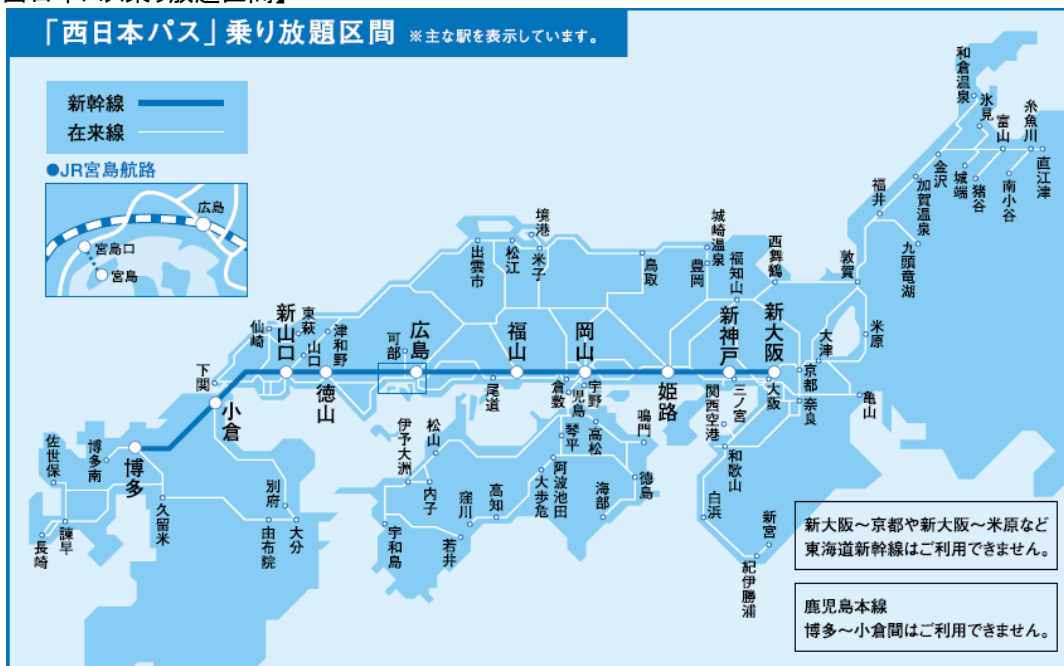 「西日本パス」乗り放題区間 ※主な駅を表示しています。
新幹線
在来線
●JR宮島航路
広島
宮島口
宮島
和倉温泉
氷見
富山
糸魚川
直江津
金沢
城端
猪谷
南小谷
加賀温泉
福井
九頭竜湖
敦賀
西舞鶴
福知山
城崎温泉
豊岡
鳥取
境港
米子
松江
出雲市
米原
大津
京都
奈良
亀山
新大阪
大阪
新神戸
三ノ宮
関西空港
和歌山
白浜
新宮
紀伊勝浦
姫路
岡山
宇野
児島
倉敷
福山
尾道
広島
可部
徳山
津和野
東萩
山口
新山口
仙崎
下関
小倉
博多
博多南
佐世保
長崎
諫早
久留米
別府
大分
由布院
鳴門
高松
琴平
徳島
海部
阿波池田
大歩危
高知
窪川
若井
松山
伊予大洲
内子
宇和島
新大阪～京都や新大阪～米原など
東海道新幹線はご利用できません。
鹿児島本線
博多～小倉間はご利用できません。